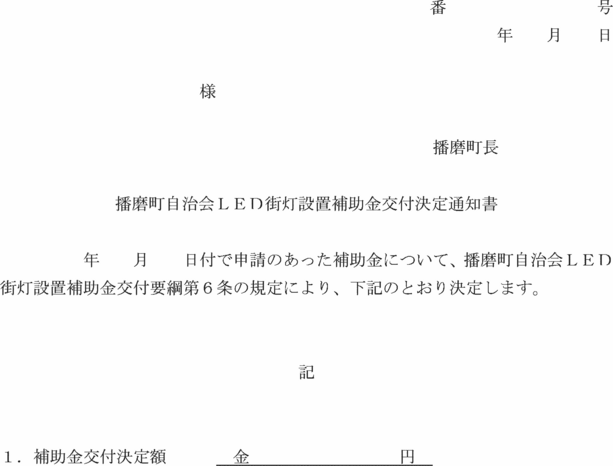 番　　　　　　　　　号
年　　月　　日
様
播磨町長
播磨町自治会ＬＥＤ街灯設置補助金交付決定通知書
年　　月　　日付で申請のあった補助金について、播磨町自治会ＬＥＤ
街灯設置補助金交付要綱第６条の規定により、下記のとおり決定します。
記
１．補助金交付決定額　　　　金　　　　　　　　　円